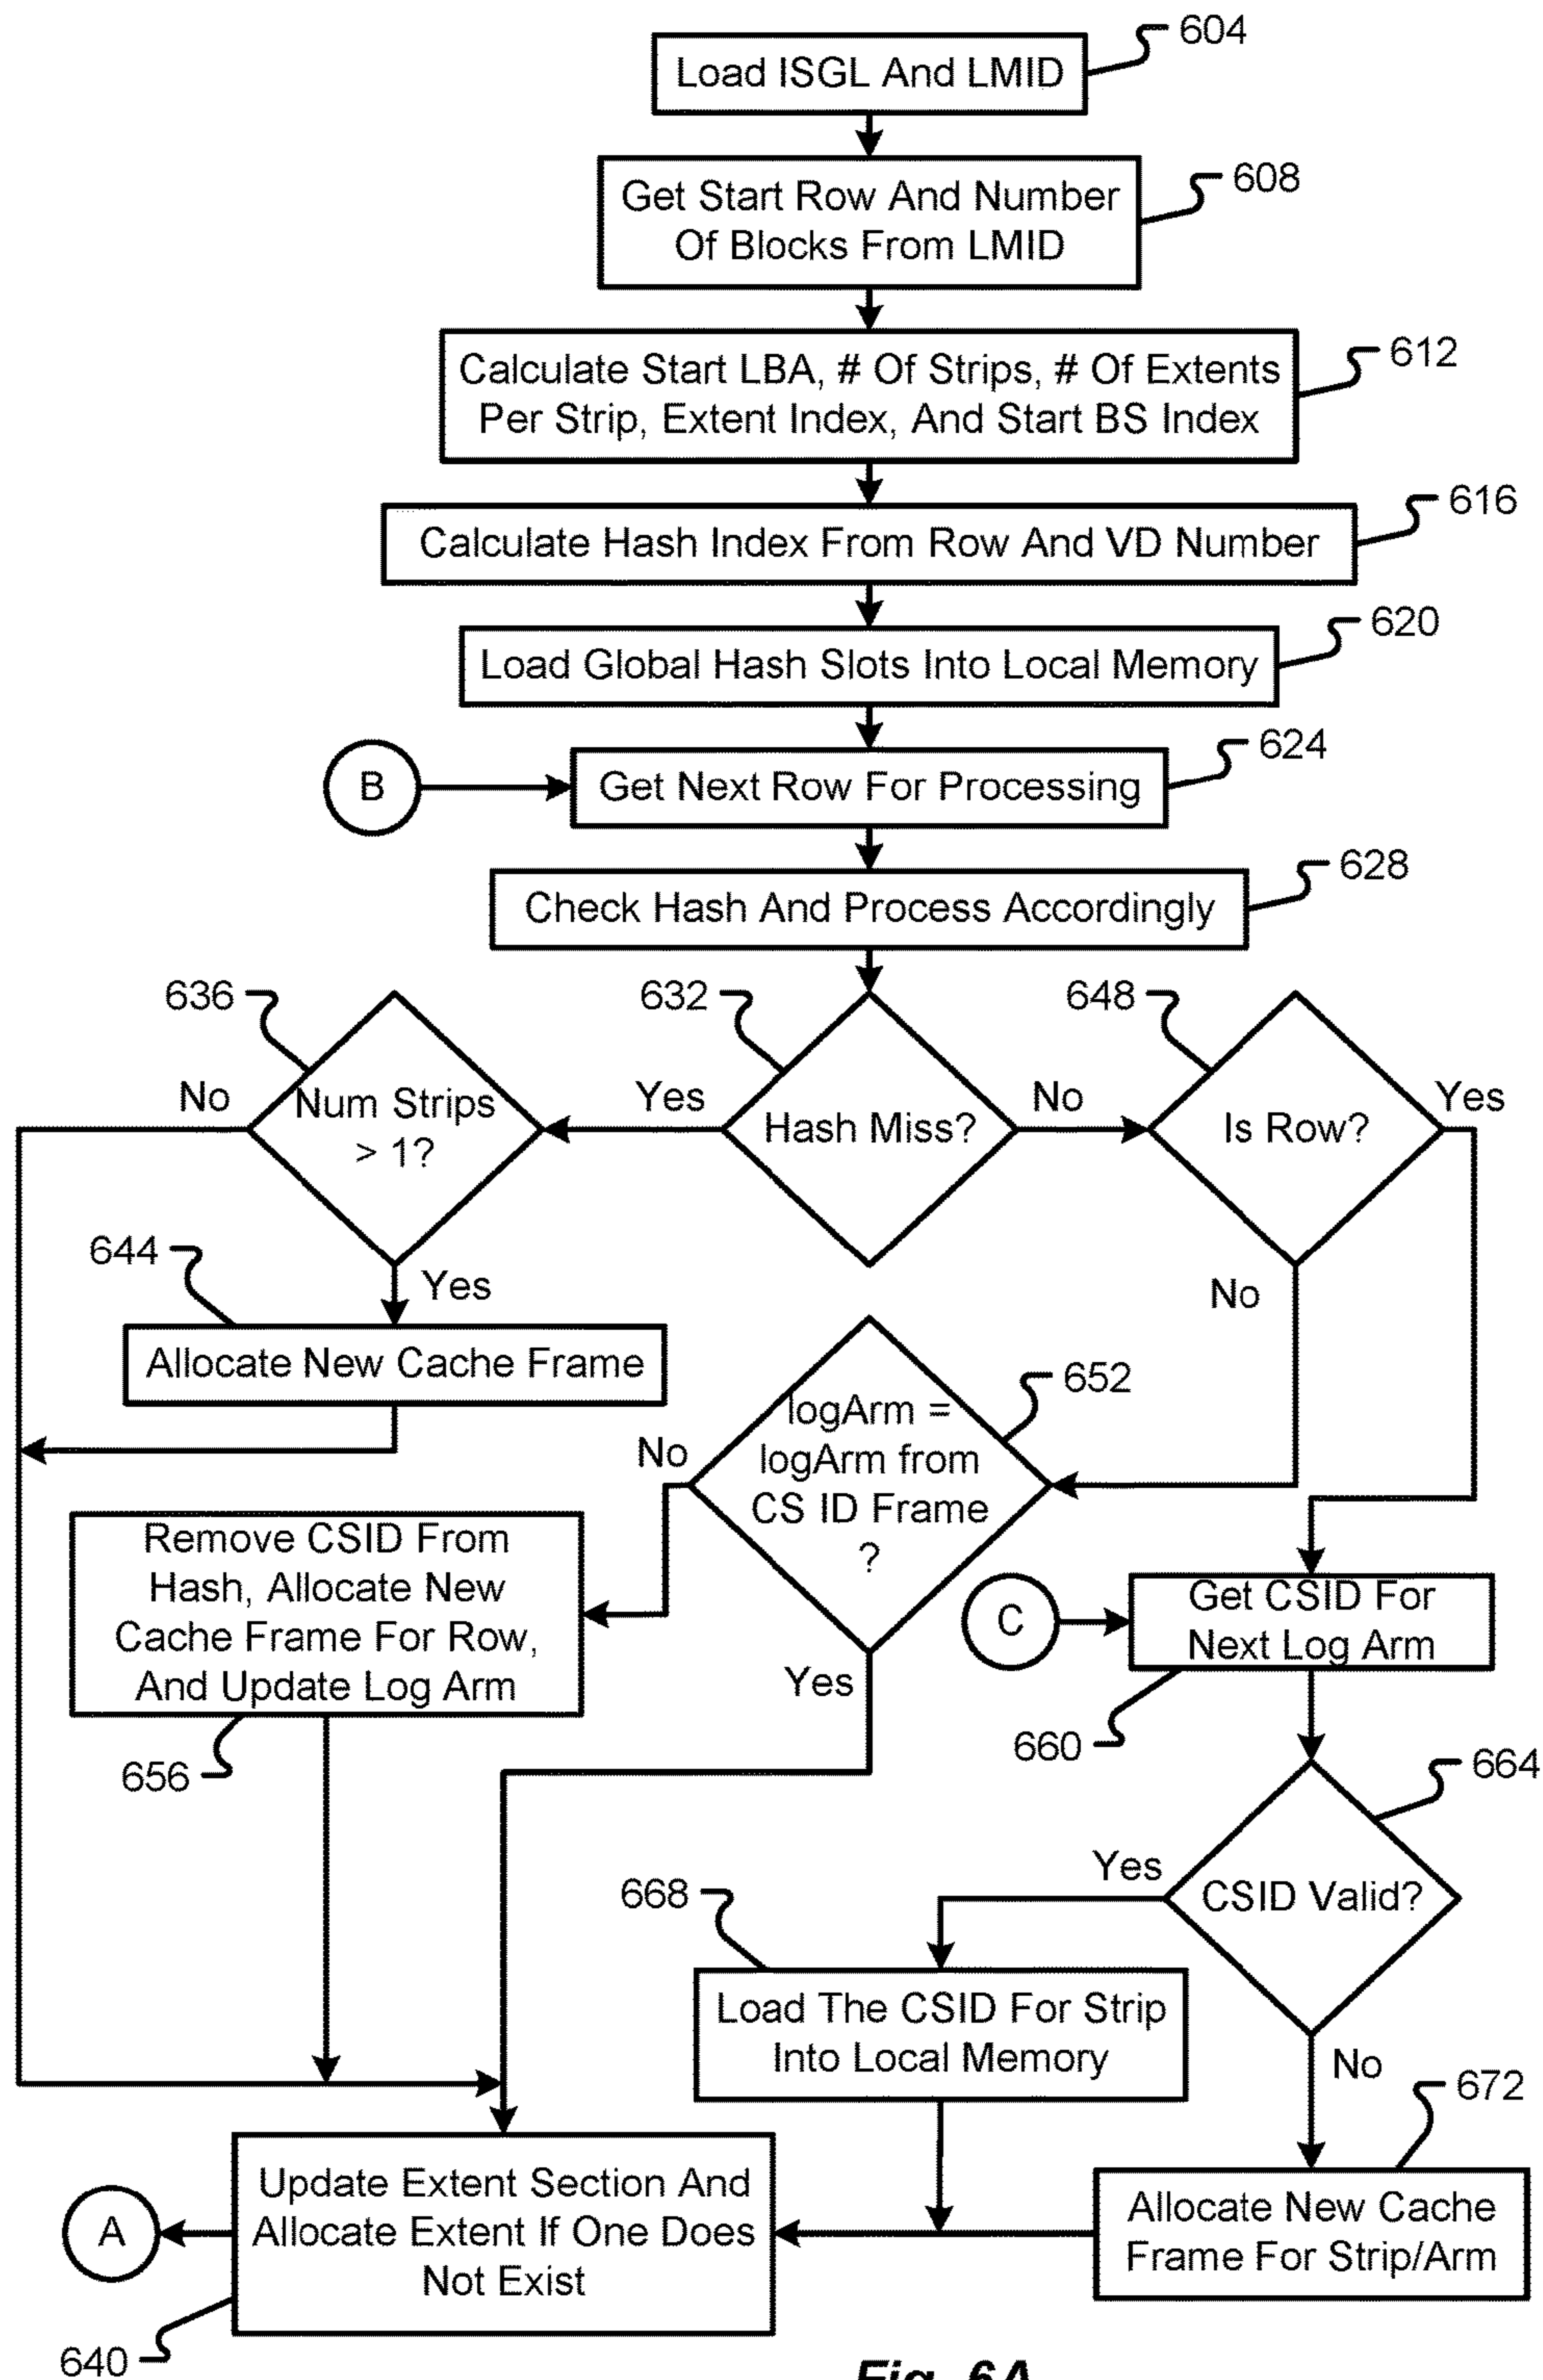 604
Load ISGL And LMID
608
Get Start Row And Number
Of Blocks From LMID
612
Calculate Start LBA, # Of Strips, # Of Extents
Per Strip, Extent Index, And Start BS Index
616
Calculate Hash Index From Row And VD Number
620
Load Global Hash Slots Into Local Memory
624
B
Get Next Row For Processing
628
Check Hash And Process Accordingly
636
632
648
No
Num Strips
> 1?
Yes
Hash Miss?
No
Is Row?
Yes
644
Yes
No
Allocate New Cache Frame
652
logArm =
logArm from
CS ID Frame
?
No
Remove CSID From
Hash, Allocate New
Cache Frame For Row,
And Update Log Arm
656
Yes
C
Get CSID For
Next Log Arm
660
664
Yes
CSID Valid?
668
Load The CSID For Strip
Into Local Memory
No
672
Update Extent Section And
Allocate Extent If One Does
Not Exist
A
Allocate New Cache
Frame For Strip/Arm
640
Fig. 6A